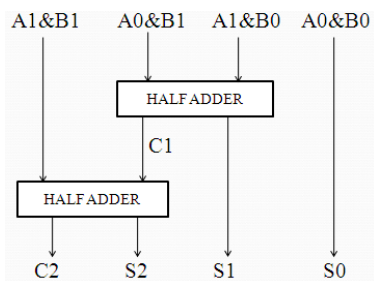 A1&B1 A0&B1 A1&B0 A0&B0
HALF ADDER
C1
HALF ADDER
C2 S2 S1 S0